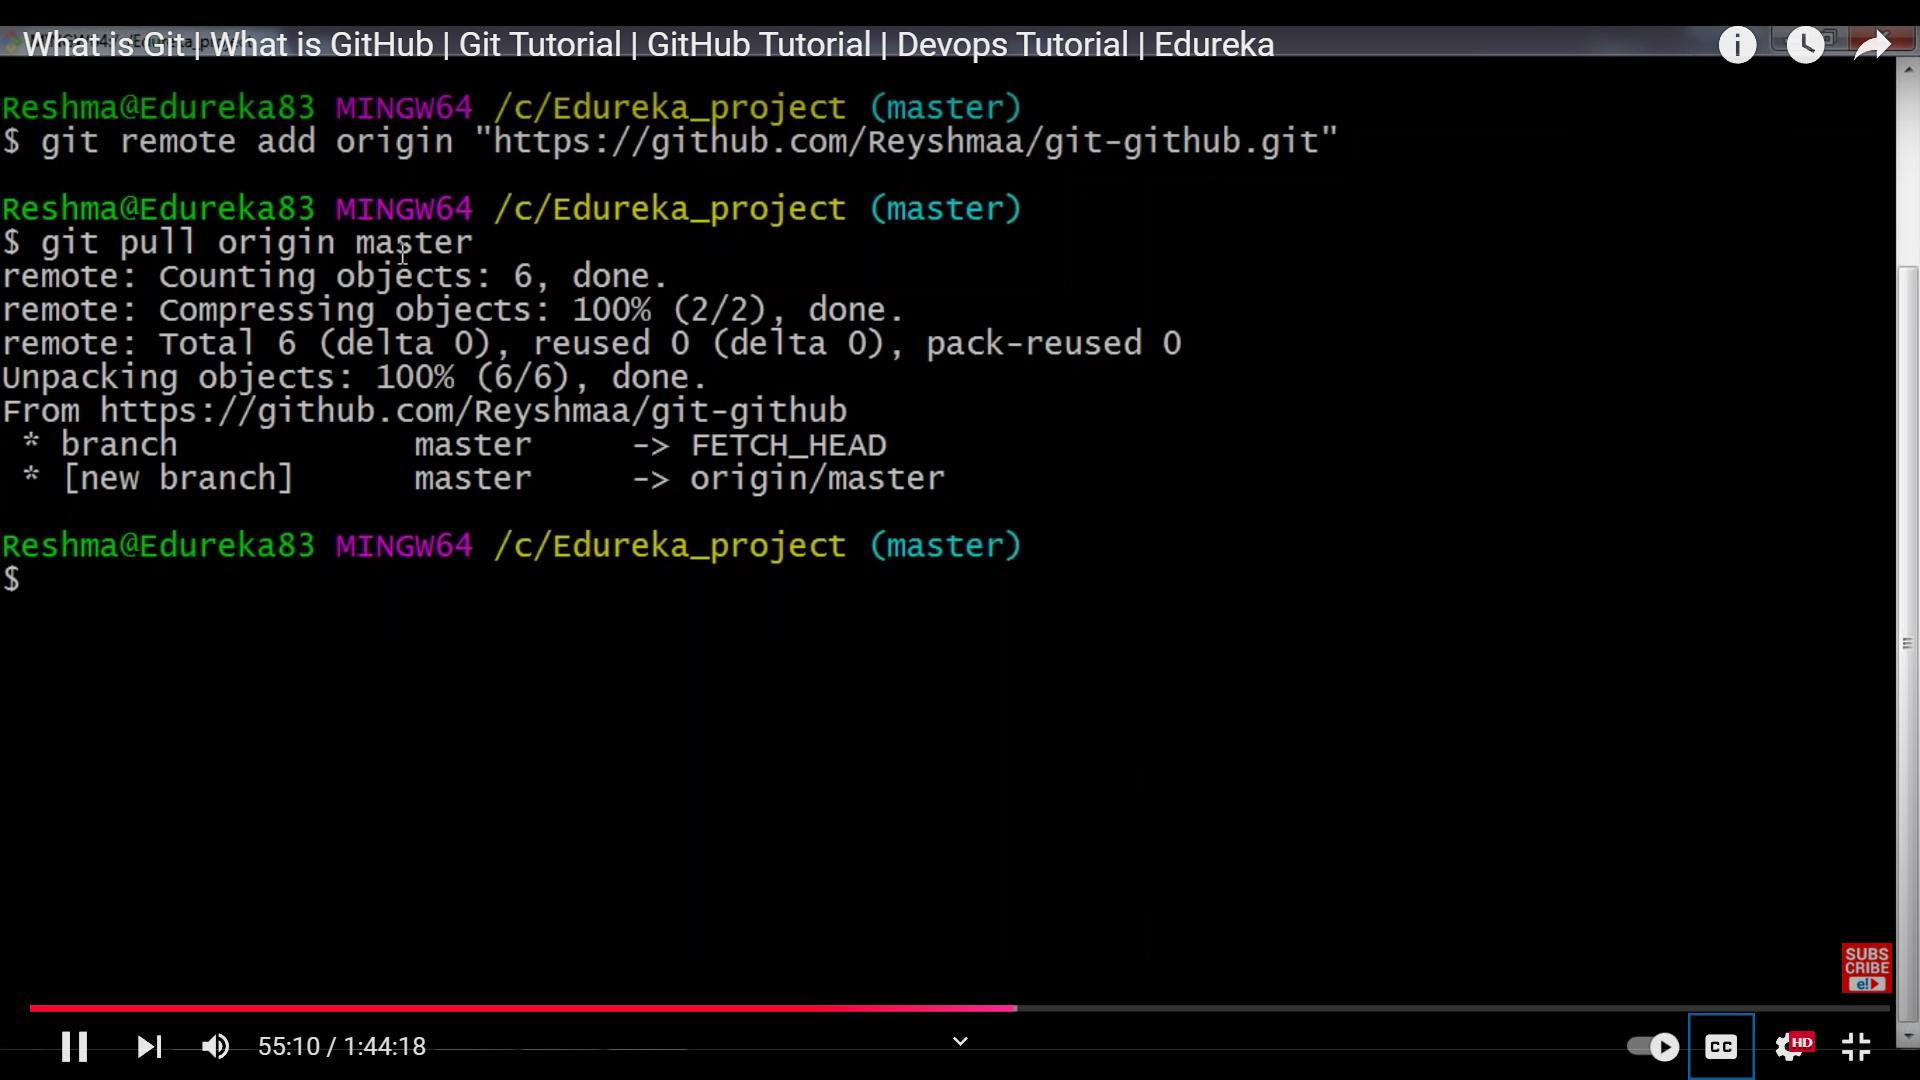 What is Git | What is GitHub | Git Tutorial | GitHub Tutorial | Devops Tutorial | Edureka
Reshma@Edureka83 MINGW64 /c/Edureka_project (master)
$ git remote add origin "https://github.com/Reyshmaa/git-github.git"
Reshma@Edureka83 MINGW64 /c/Edureka_project (master)
$ git pull origin master
remote: Counting objects: 6, done.
remote: Compressing objects: 100% (2/2), done.
remote: Total 6 (delta 0), reused 0 (delta 0), pack-reused 0
Unpacking objects: 100% (6/6), done.
From https://github.com/Reyshmaa/git-github
 * branch            master     -> FETCH_HEAD
 * [new branch]      master     -> origin/master
Reshma@Edureka83 MINGW64 /c/Edureka_project (master)
$
SUBS
CRIBE
e!
55:10 / 1:44:18
CC
HD